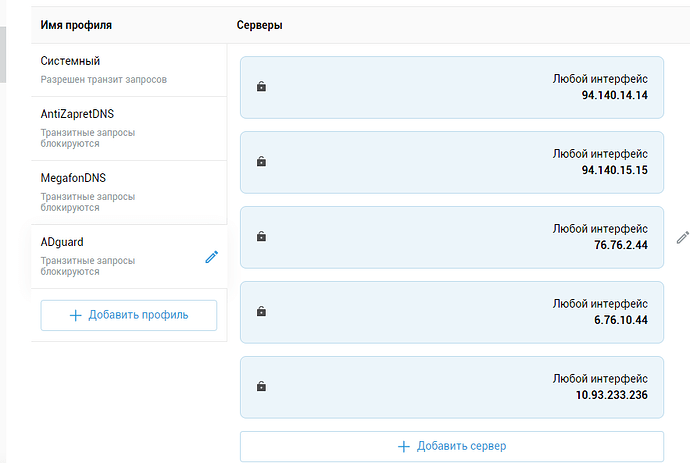 Имя профиля
Серверы
Системный
Разрешен транзит запросов
AntiZapretDNS
Транзитные запросы
блокируются
MegafonDNS
Транзитные запросы
блокируются
ADguard
Транзитные запросы
блокируются
Добавить профиль
Любой интерфейс
94.140.14.14
Любой интерфейс
94.140.15.15
Любой интерфейс
76.76.2.44
Любой интерфейс
6.76.10.44
Любой интерфейс
10.93.233.236
Добавить сервер